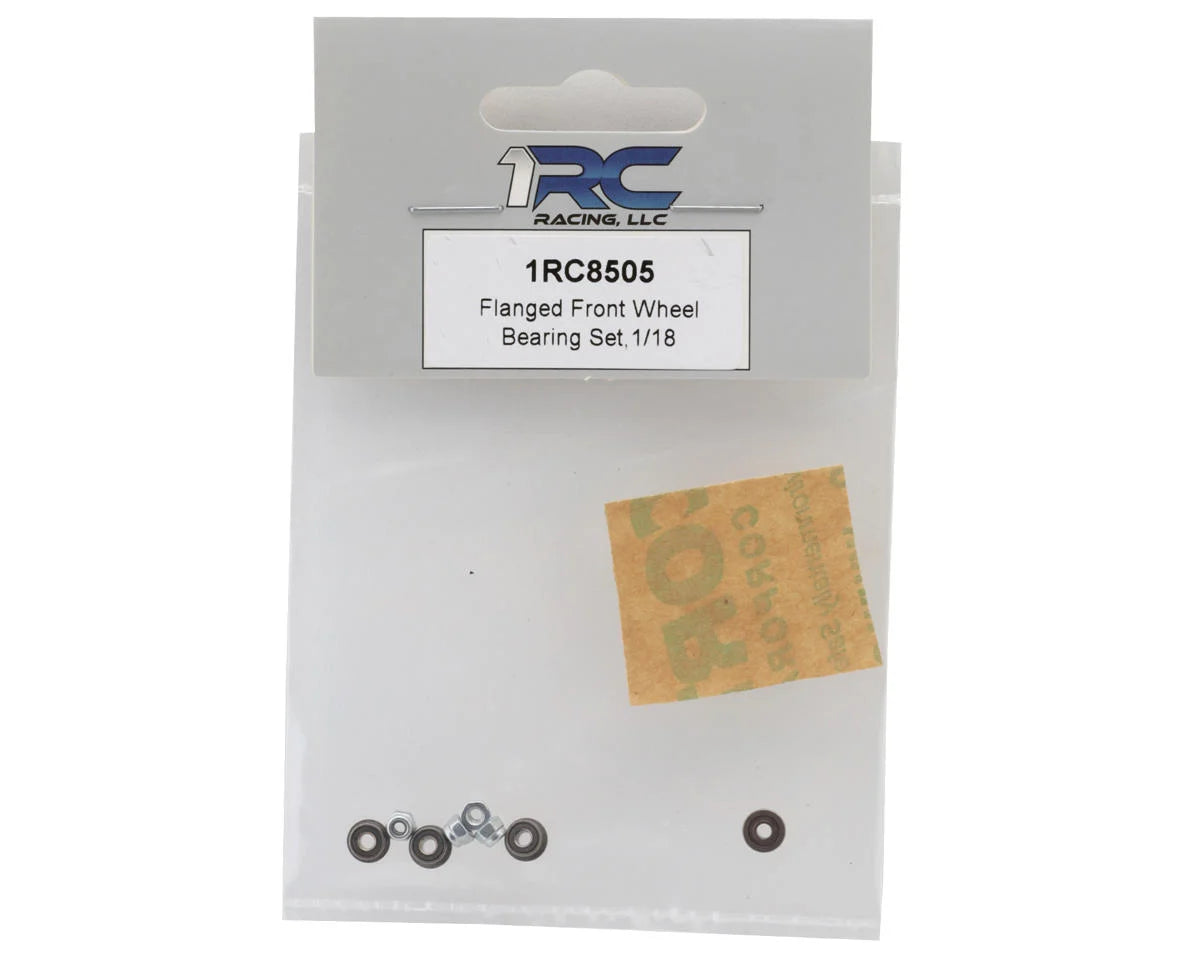 1RC
RACING, LLC
1RC8505
Flanged Front Wheel
Bearing Set,1/18